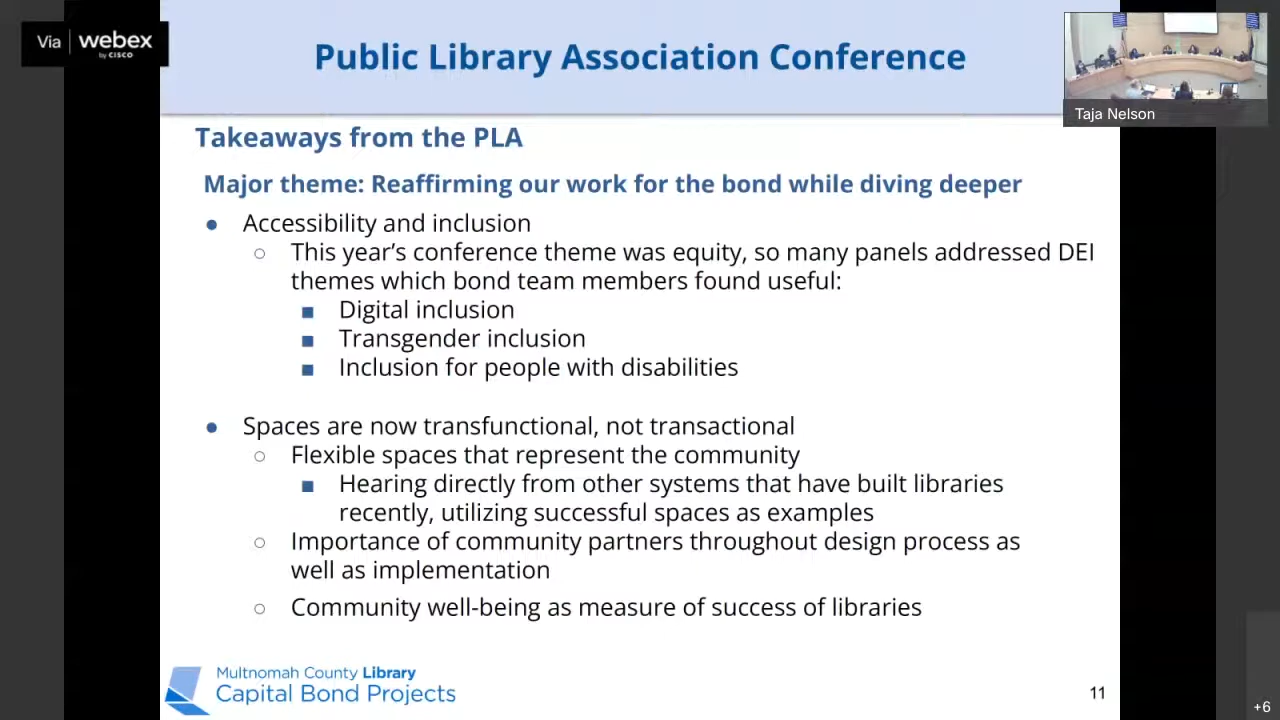 Via webex
by CISCO
Public Library Association Conference
Taja Nelson
Takeaways from the PLA
Major theme: Reaffirming our work for the bond while diving deeper
● Accessibility and inclusion
○ This year's conference theme was equity, so many panels addressed DEI
themes which bond team members found useful:
■ Digital inclusion
■ Transgender inclusion
■ Inclusion for people with disabilities
● Spaces are now transfunctional, not transactional
○ Flexible spaces that represent the community
■ Hearing directly from other systems that have built libraries
recently, utilizing successful spaces as examples
○ Importance of community partners throughout design process as
well as implementation
○ Community well-being as measure of success of libraries
Multnomah County Library
Capital Bond Projects
11
+6